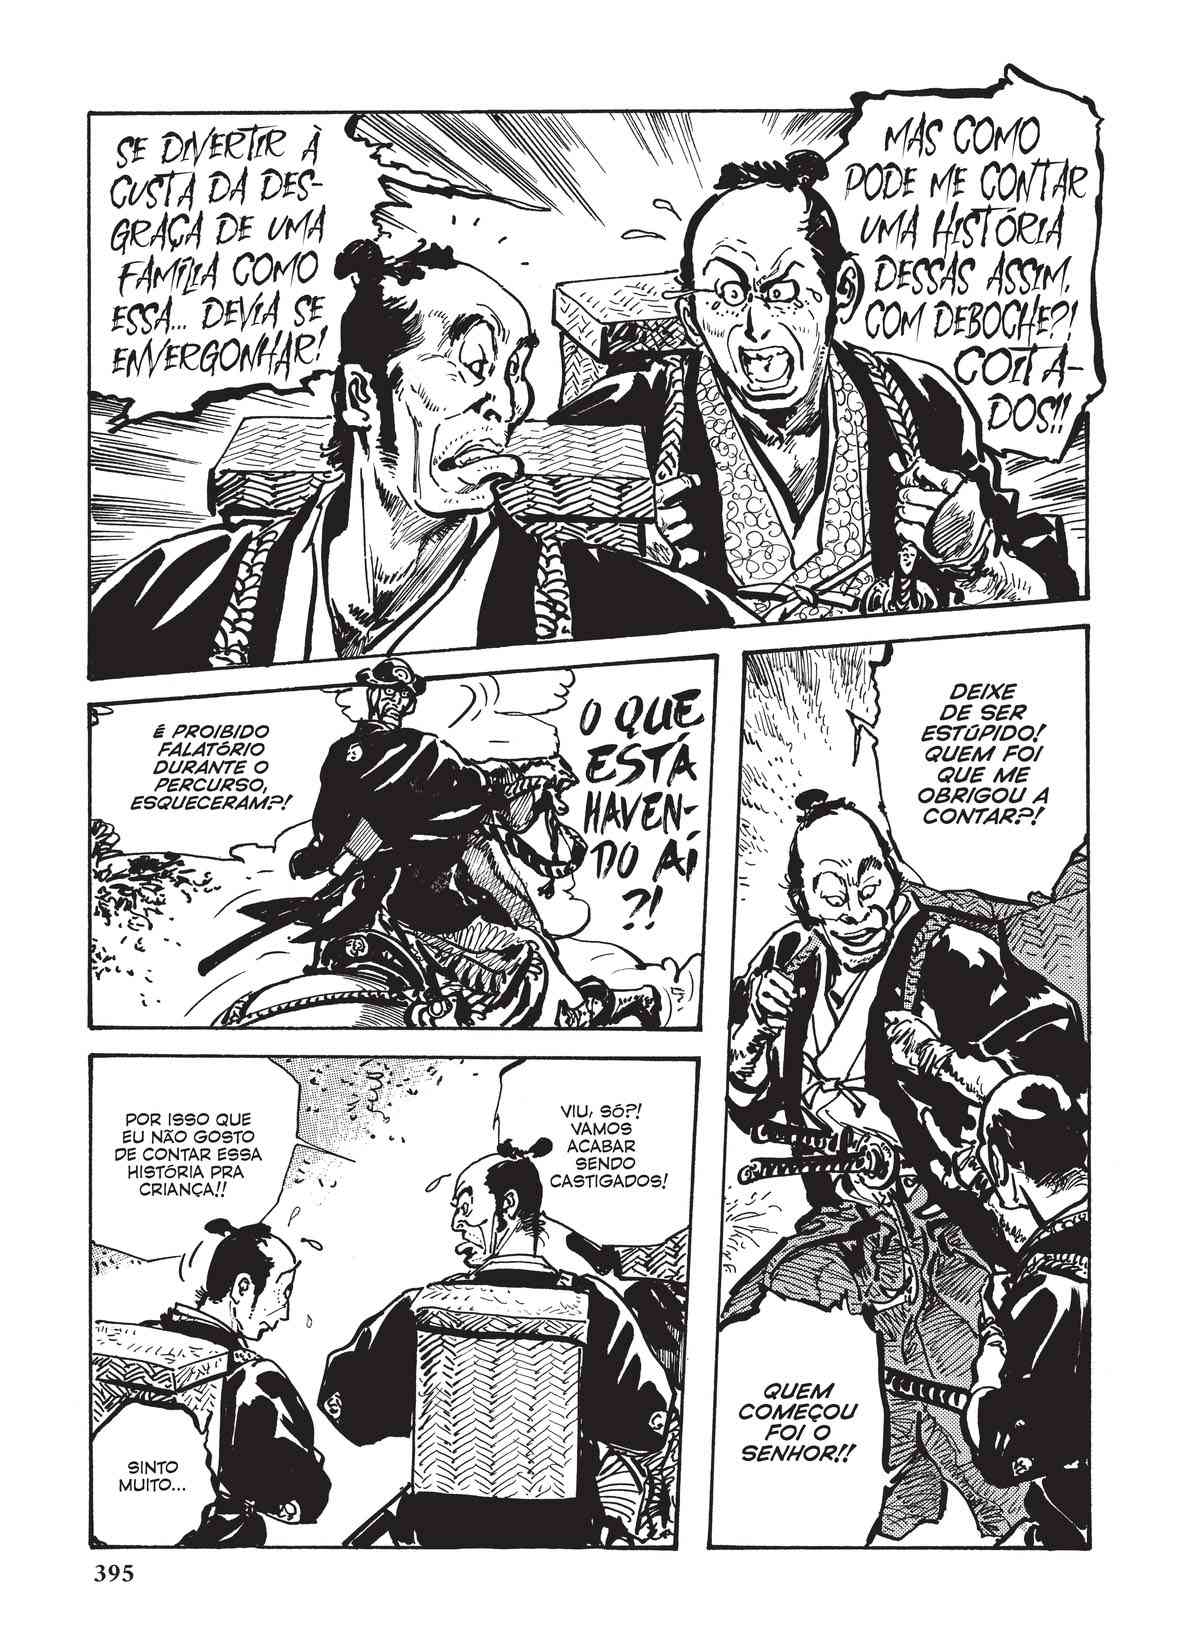 MAS COMO
PODE ME CONTAR
UMA HISTÓRIA
DESSAS ASSIM,
COM DEBOCHE?!
COITA-
DOS!!
SE DIVERTIR À
CUSTA DA DES-
GRAÇA DE UMA
FAMÍLIA COMO
ESSA... DEVIA SE
ENVERGONHAR!
DEIXE
DE SER
ESTÚPIDO!
QUEM FOI
QUE ME
OBRIGOU A
CONTAR?!
QUEM
COMEÇOU
FOI O
SENHOR!!
O QUE
ESTÁ
HAVEN-
DO AÍ
?!
É PROIBIDO
FALATÓRIO
DURANTE O
PERCURSO,
ESQUECERAM?!
VIU, SÓ?!
VAMOS
ACABAR
SENDO
CASTIGADOS!
POR ISSO QUE
EU NÃO GOSTO
DE CONTAR ESSA
HISTÓRIA PRA
CRIANÇA!!
SINTO
MUITO...
395